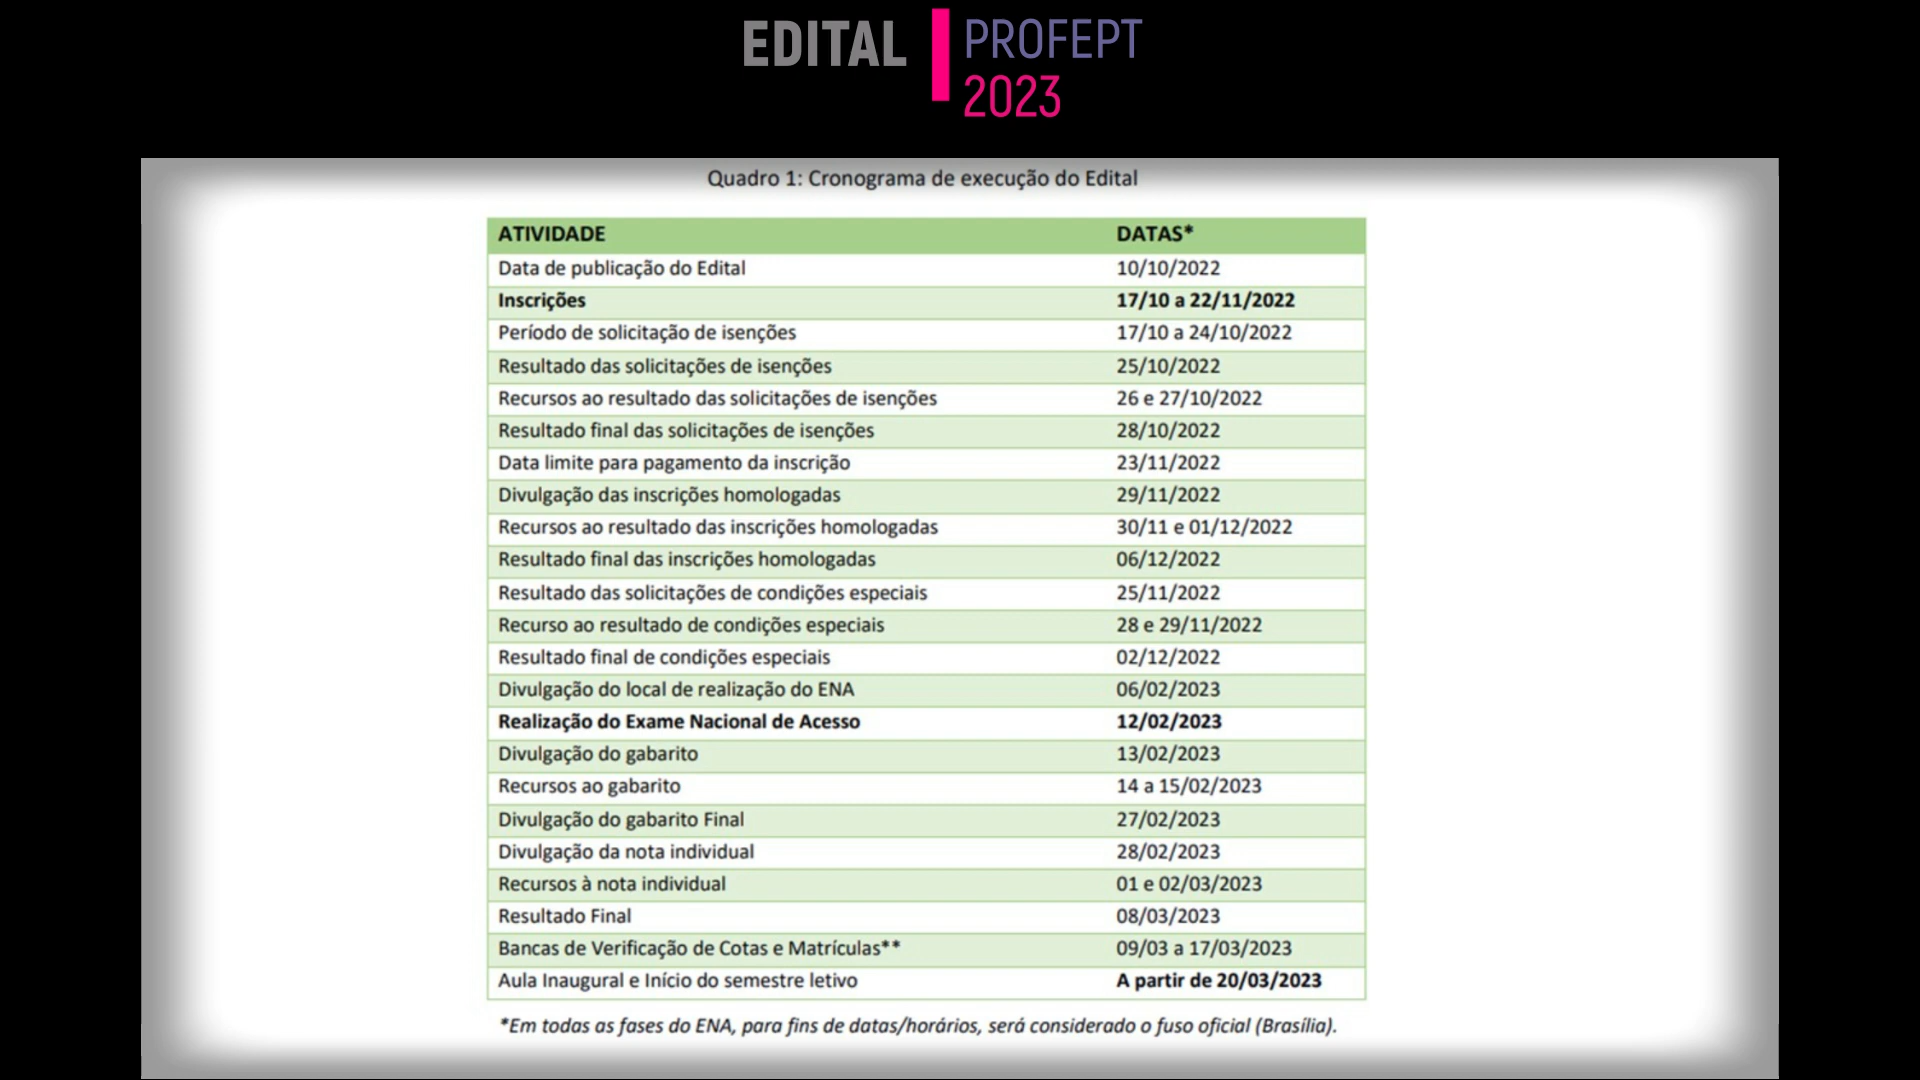 EDITAL PROFEPT
2023
Quadro 1: Cronograma de execução do Edital
ATIVIDADE DATAS*
Data de publicação do Edital 10/10/2022
Inscrições 17/10 a 22/11/2022
Período de solicitação de isenções 17/10 a 24/10/2022
Resultado das solicitações de isenções 25/10/2022
Recursos ao resultado das solicitações de isenções 26 e 27/10/2022
Resultado final das solicitações de isenções 28/10/2022
Data limite para pagamento da inscrição 23/11/2022
Divulgação das inscrições homologadas 29/11/2022
Recursos ao resultado das inscrições homologadas 30/11 e 01/12/2022
Resultado final das inscrições homologadas 06/12/2022
Resultado das solicitações de condições especiais 25/11/2022
Recurso ao resultado de condições especiais 28 e 29/11/2022
Resultado final de condições especiais 02/12/2022
Divulgação do local de realização do ENA 06/02/2023
Realização do Exame Nacional de Acesso 12/02/2023
Divulgação do gabarito 13/02/2023
Recursos ao gabarito 14 a 15/02/2023
Divulgação do gabarito Final 27/02/2023
Divulgação da nota individual 28/02/2023
Recursos à nota individual 01 e 02/03/2023
Resultado Final 08/03/2023
Bancas de Verificação de Cotas e Matrículas** 09/03 a 17/03/2023
Aula Inaugural e Início do semestre letivo A partir de 20/03/2023
*Em todas as fases do ENA, para fins de datas/horários, será considerado o fuso oficial (Brasília).